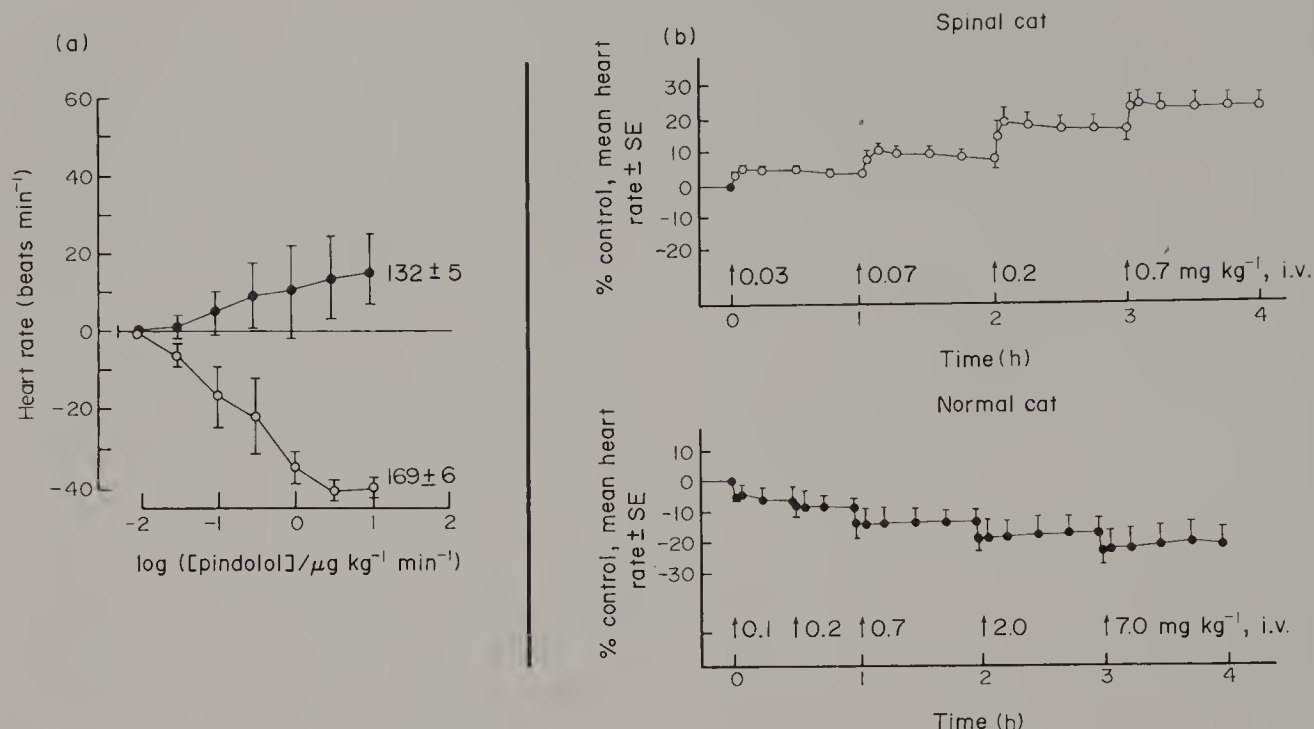 (a)
Heart rate (beats min⁻¹)
60
40
20
0
-20
-40
132 ± 5
169 ± 6
-2
-1
0
1
2
log ([pindolol]/μg kg⁻¹ min⁻¹)
(b)
Spinal cat
% control, mean heart
rate ± SE
30
20
10
0
-10
-20
↑0.03
↑0.07
↑0.2
↑0.7 mg kg⁻¹, i.v.
0
1
2
3
4
Time (h)
Normal cat
% control, mean heart
rate ± SE
10
0
-10
-20
-30
↑0.1
↑0.2
↑0.7
↑2.0
↑7.0 mg kg⁻¹, i.v.
0
1
2
3
4
Time (h)